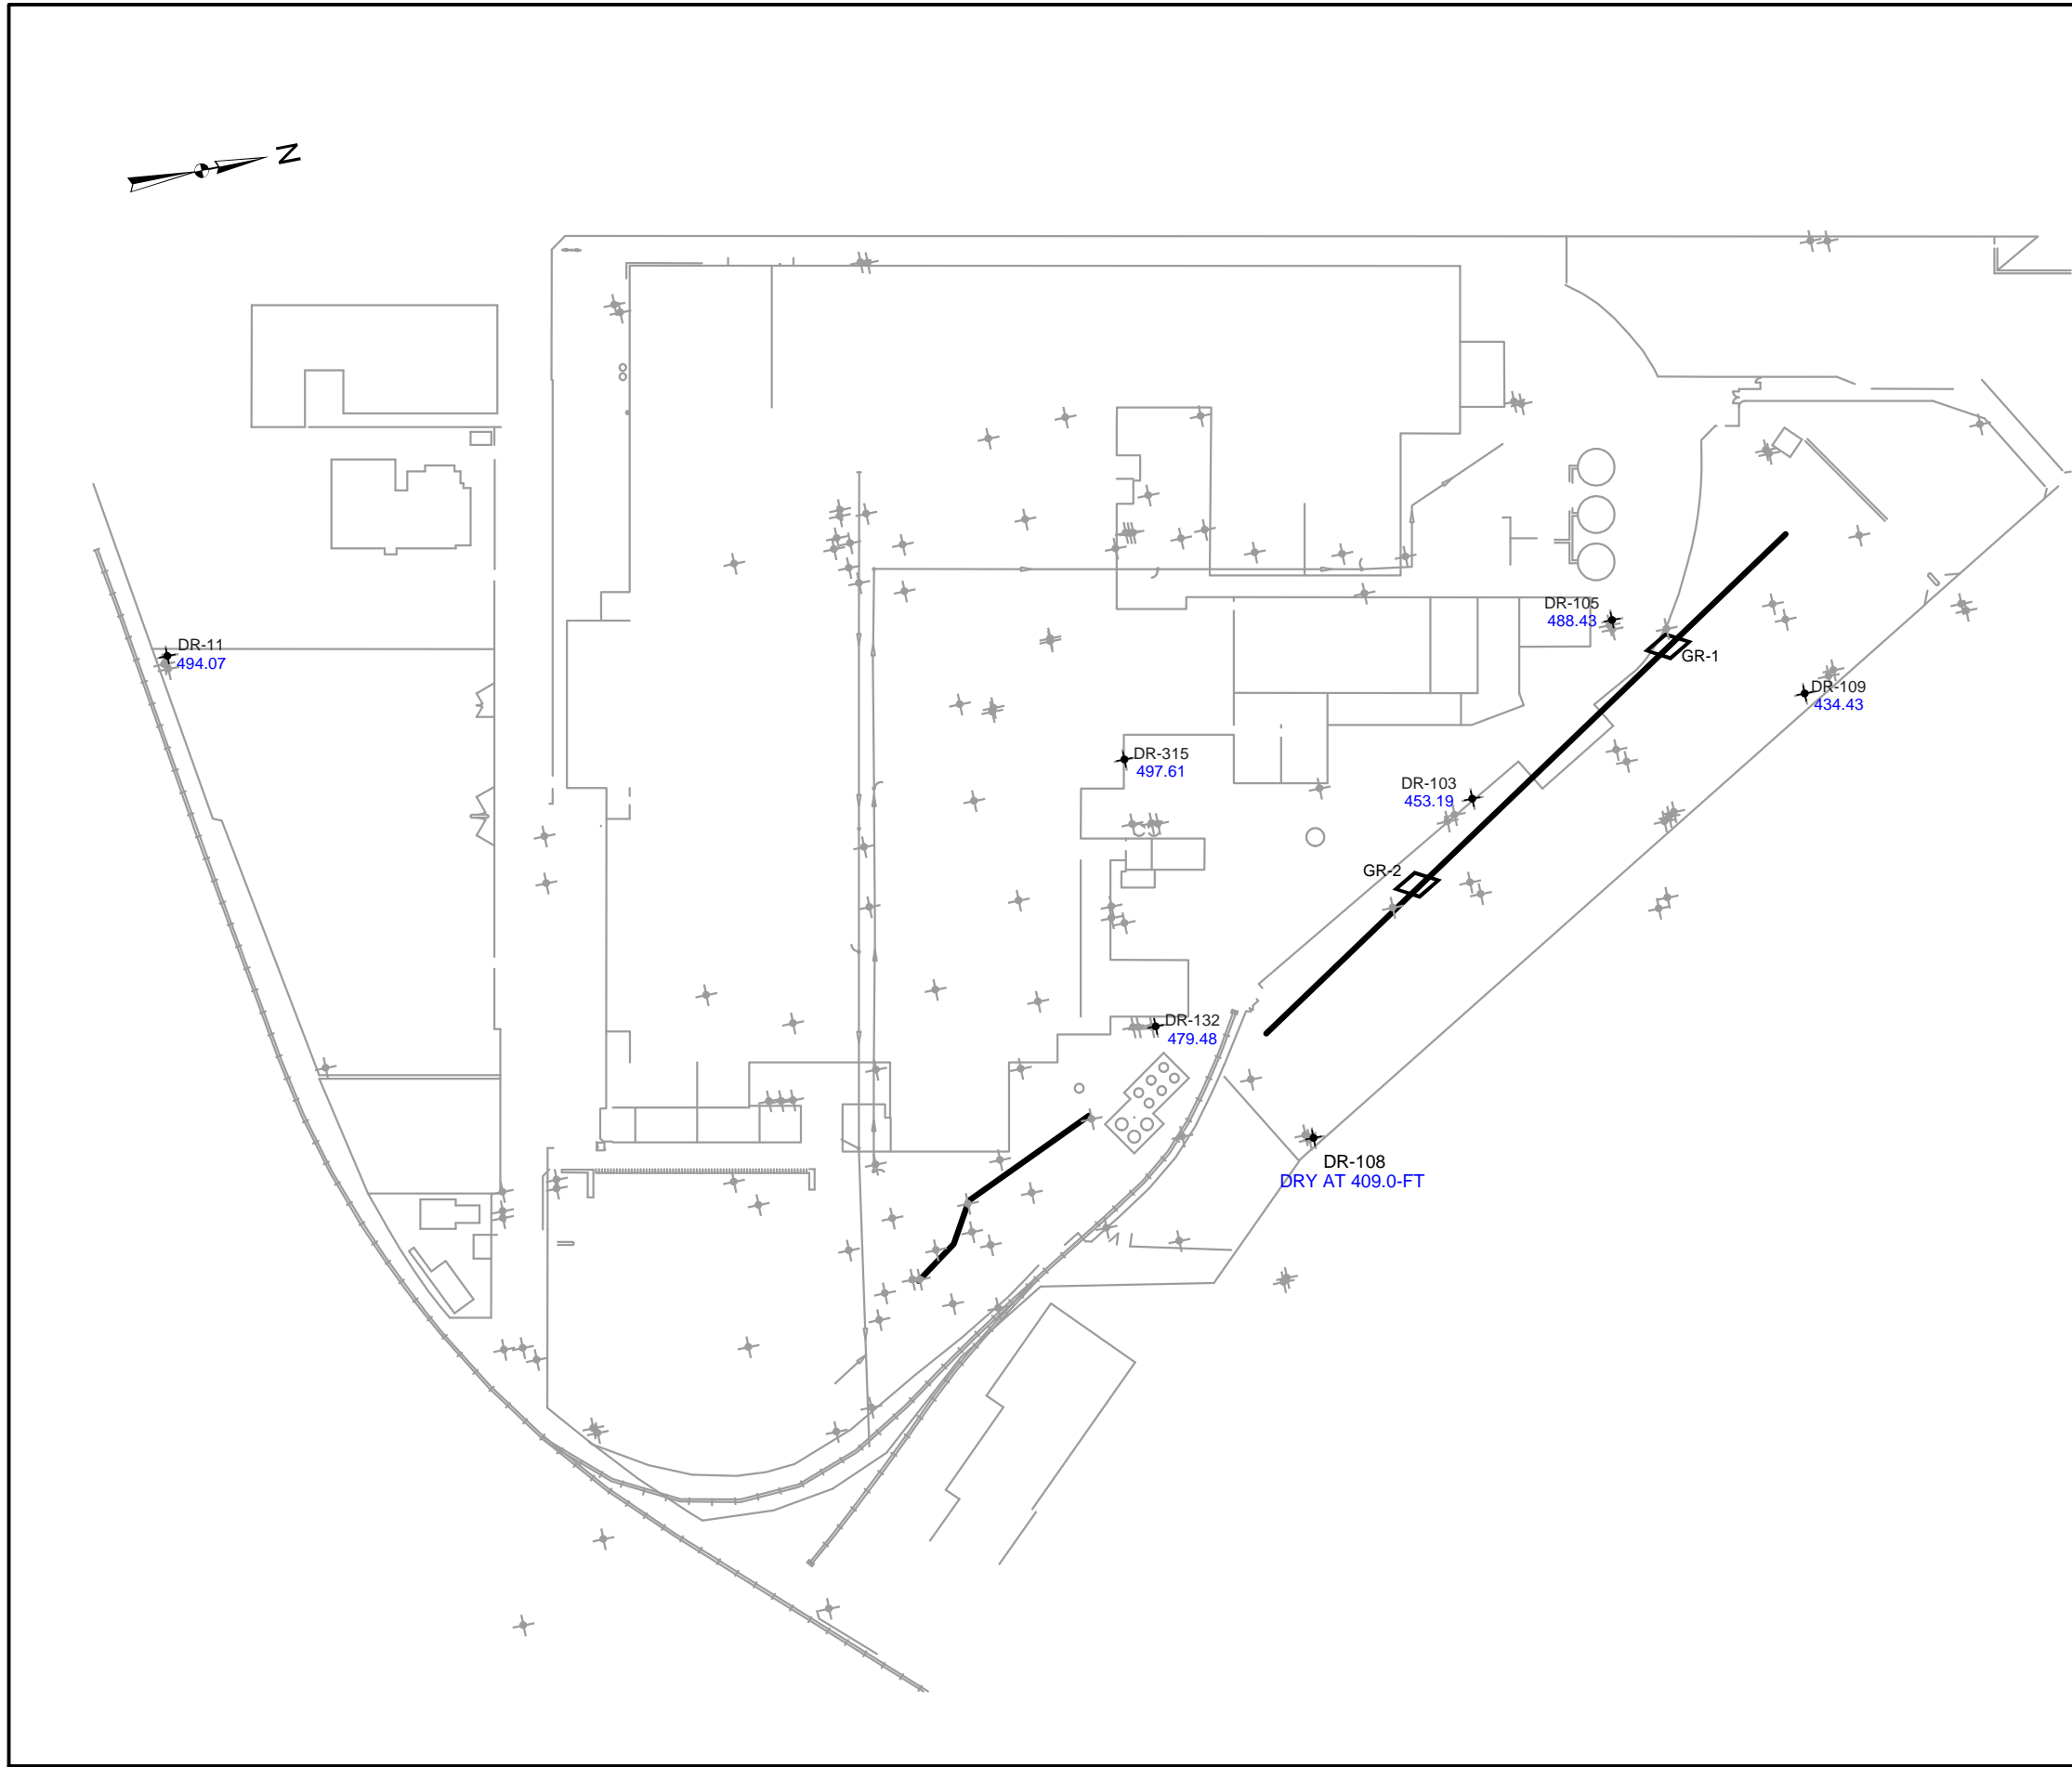 N
DR-105
488.43
DR-11
494.07
GR-1
DR-109
434.43
DR-315
497.61
DR-103
453.19
GR-2
DR-132
479.48
DR-108
DRY AT 409.0-FT